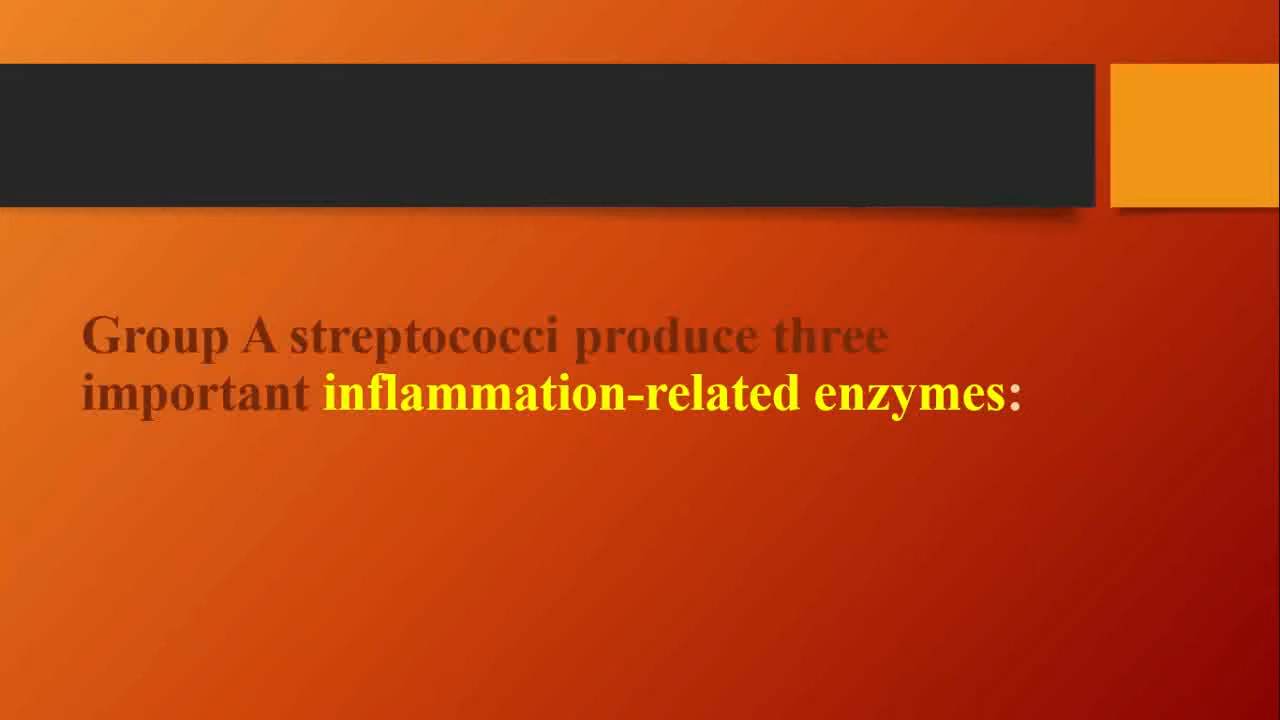 Group A streptococci produce three
important inflammation-related enzymes: